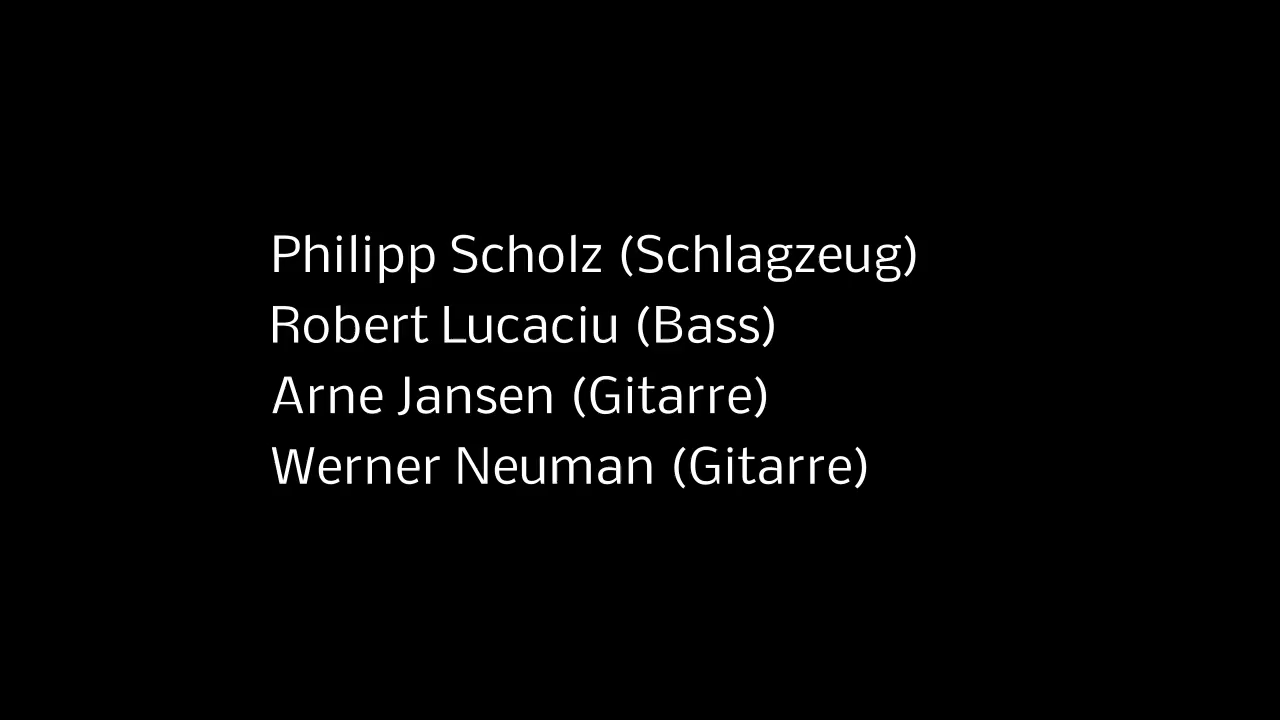 Philipp Scholz (Schlagzeug)
Robert Lucaciu (Bass)
Arne Jansen (Gitarre)
Werner Neuman (Gitarre)